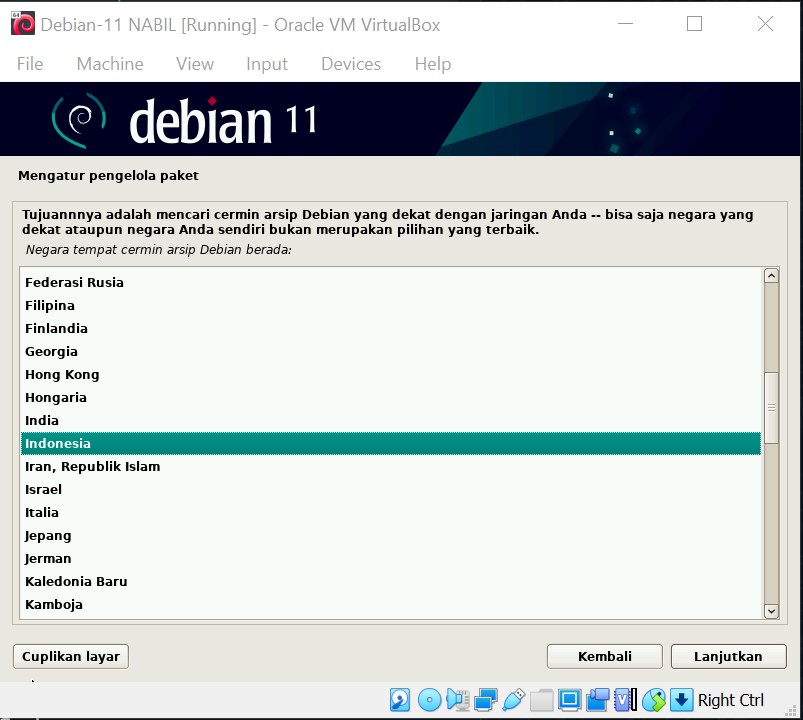 Debian-11 NABIL [Running] - Oracle VM VirtualBox
File Machine View Input Devices Help
debian 11
Mengatur pengelola paket
Tujuannnya adalah mencari cermin arsip Debian yang dekat dengan jaringan Anda -- bisa saja negara yang
dekat ataupun negara Anda sendiri bukan merupakan pilihan yang terbaik.
Negara tempat cermin arsip Debian berada:
Federasi Rusia
Filipina
Finlandia
Georgia
Hong Kong
Hongaria
India
Indonesia
Iran, Republik Islam
Israel
Italia
Jepang
Jerman
Kaledonia Baru
Kamboja
Cuplikan layar Kembali Lanjutkan
Right Ctrl